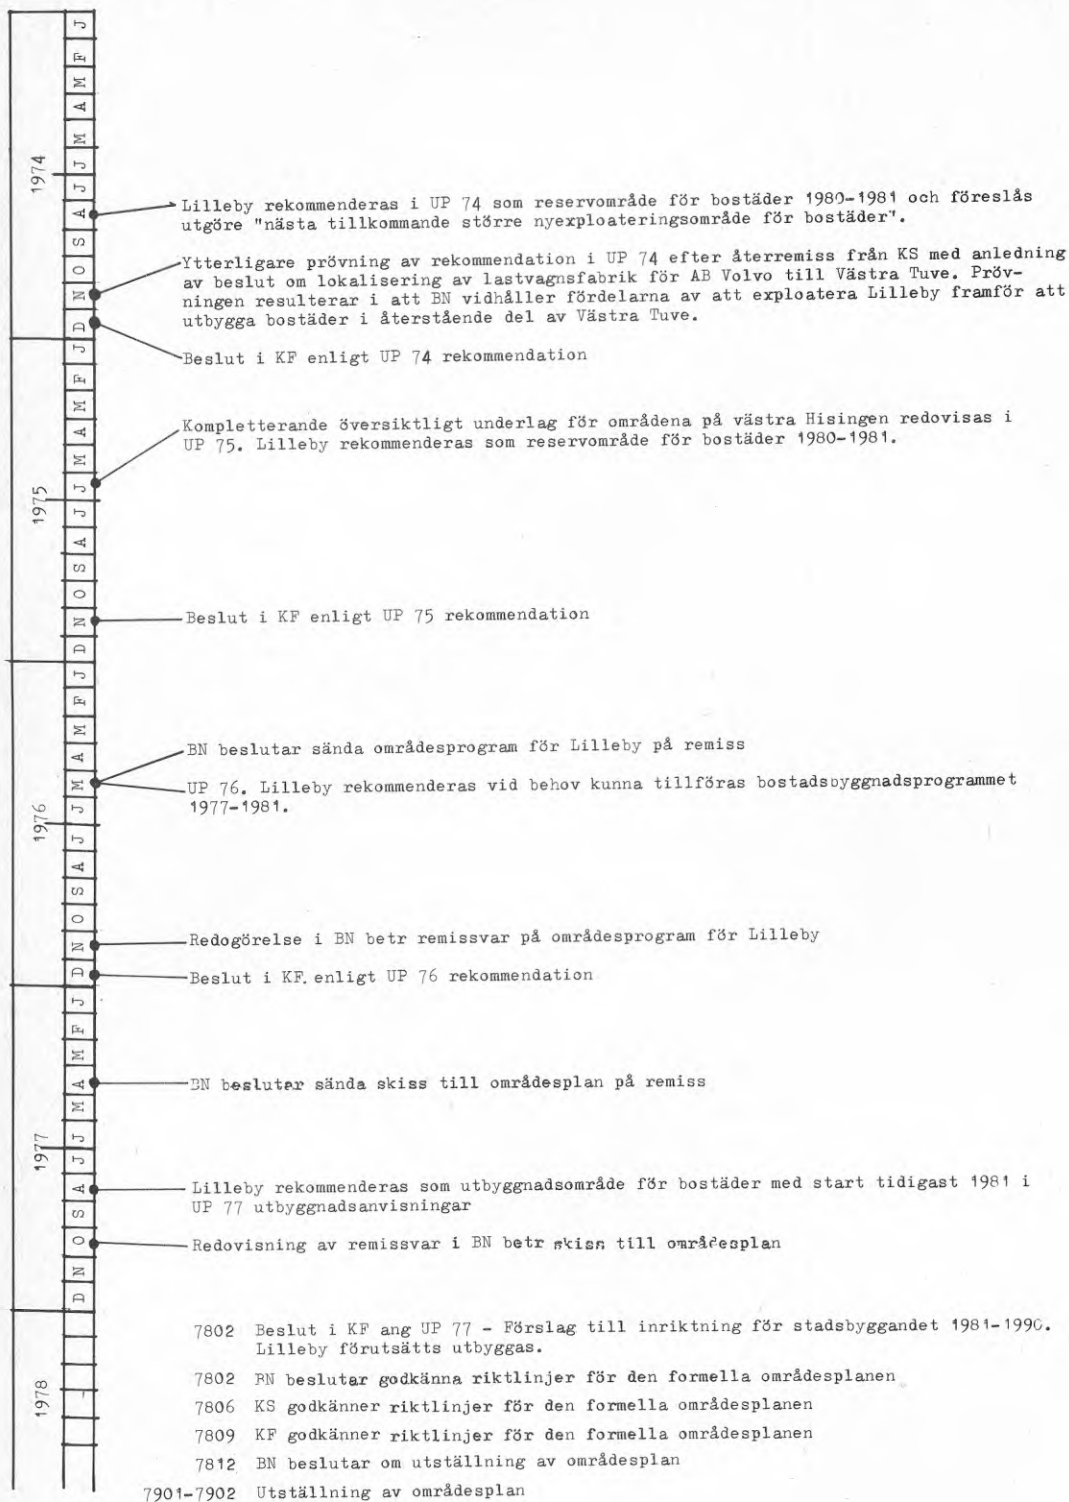 J
F
M
A
M
J
1974
J
A
Lilleby rekommenderas i UP 74 som reservområde för bostäder 1980-1981 och föreslås
utgöre "nästa tillkommande större nyexploateringsområde för bostäder".
S
O
Ytterligare prövning av rekommendation i UP 74 efter återremiss från KS med anledning
av beslut om lokalisering av lastvagnsfabrik för AB Volvo till Västra Tuve. Pröv-
N
ningen resulterar i att BN vidhåller fördelarna av att exploatera Lilleby framför att
utbygga bostäder i återstående del av Västra Tuve.
D
Beslut i KF enligt UP 74 rekommendation
J
F
M
A
Kompletterande översiktligt underlag för områdena på västra Hisingen redovisas i
UP 75. Lilleby rekommenderas som reservområde för bostäder 1980-1981.
M
J
1975
J
A
S
O
N
Beslut i KF enligt UP 75 rekommendation
D
J
F
M
A
BN beslutar sända områdesprogram för Lilleby på remiss
M
UP 76. Lilleby rekommenderas vid behov kunna tillföras bostadsbyggnadsprogrammet
1977-1981.
J
1976
J
A
S
O
N
Redogörelse i BN betr remissvar på områdesprogram för Lilleby
D
Beslut i KF. enligt UP 76 rekommendation
J
F
M
A
BN beslutar sända skiss till områdesplan på remiss
M
J
1977
J
A
Lilleby rekommenderas som utbyggnadsområde för bostäder med start tidigast 1981 i
UP 77 utbyggnadsanvisningar
S
O
Redovisning av remissvar i BN betr skiss till områdesplan
N
D
1978
7802 Beslut i KF ang UP 77 - Förslag till inriktning för stadsbyggandet 1981-1990.
Lilleby förutsätts utbyggas.
7802 BN beslutar godkänna riktlinjer för den formella områdesplanen
7806 KS godkänner riktlinjer för den formella områdesplanen
7809 KF godkänner riktlinjer för den formella områdesplanen
7812 BN beslutar om utställning av områdesplan
7901-7902 Utställning av områdesplan